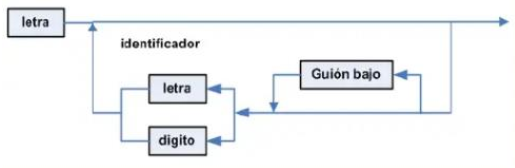 letra
identificador
Guión bajo
letra
digito